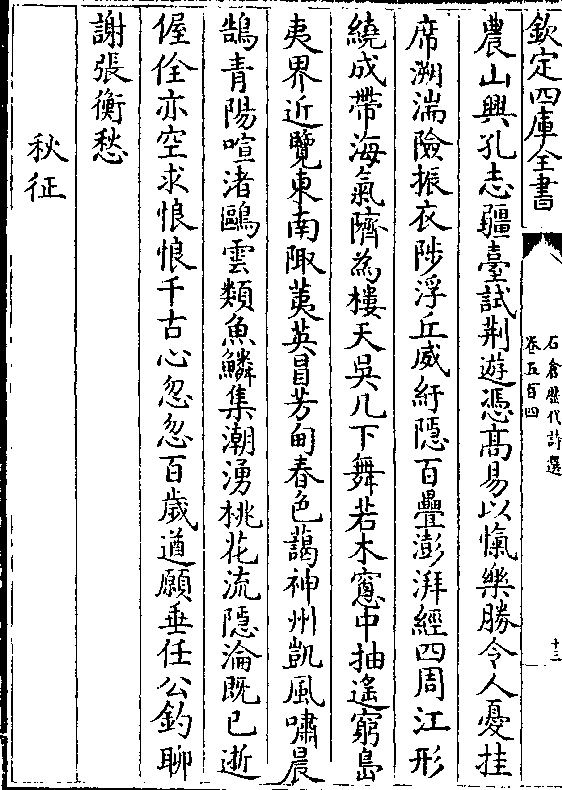 欽定四庫全書
石倉歷代詩選
卷五百四
十三
農山興孔志疆臺試荆遊憑高易以愾樂勝令人憂挂
席溯湍險振衣陟浮丘威紆隱百疊澎湃經四周江形
繞成帶海氣隮為樓天吳几下舞若木窓中抽遙窮島
夷界近覽東南陬荑英冒芳甸春色藹神州凱風嘯晨
鵠青陽喧渚鷗雲類魚鱗集潮湧桃花流隱淪既已逝
偓佺亦空求悢悢千古心忽忽百歲遒願垂任公釣聊
謝張衡愁
秋征